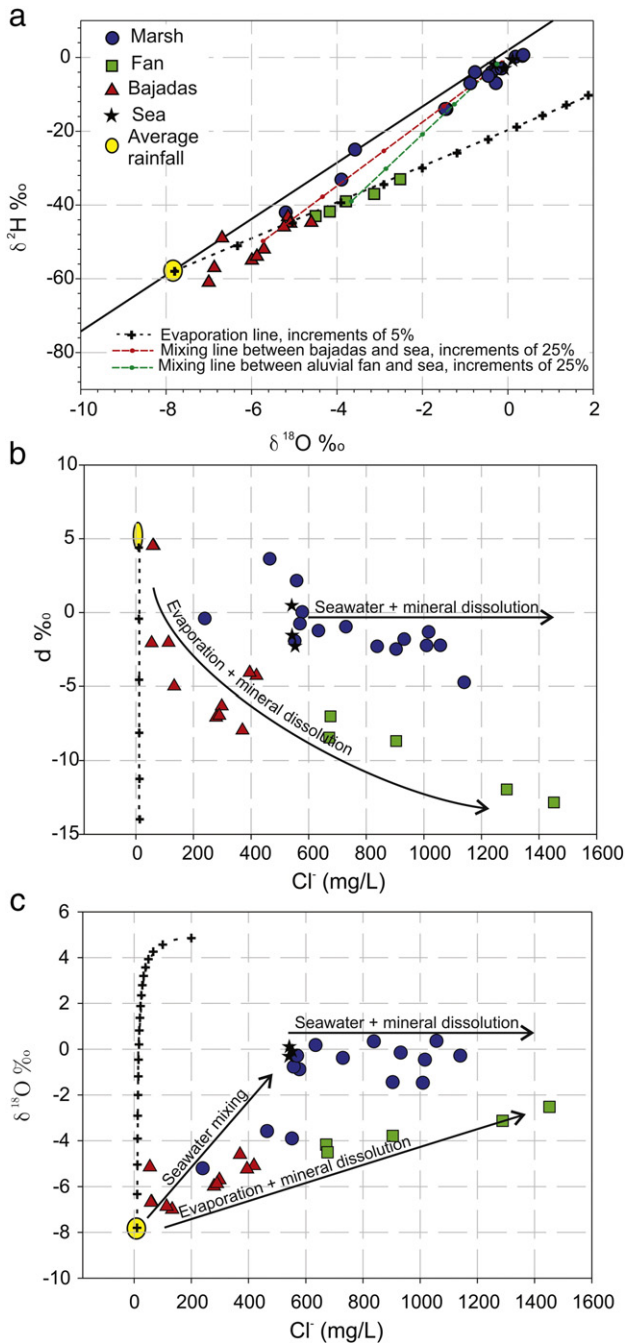 a
Marsh
Fan
Bajadas
Sea
Average
rainfall
0
-20
-40
-60
-80
δ ²H ‰
Evaporation line, increments of 5%
Mixing line between bajadas and sea, increments of 25%
Mixing line between aluvial fan and sea, increments of 25%
-10 -8 -6 -4 -2 0 2
δ ¹⁸O ‰
b
10
5
0
-5
-10
-15
d ‰
Seawater + mineral dissolution
Evaporation + mineral dissolution
0 200 400 600 800 1000 1200 1400 1600
Cl⁻ (mg/L)
c
6
4
2
0
-2
-4
-6
-8
-10
δ ¹⁸O ‰
Seawater + mineral dissolution
Seawater mixing
Evaporation + mineral dissolution
0 200 400 600 800 1000 1200 1400 1600
Cl⁻ (mg/L)